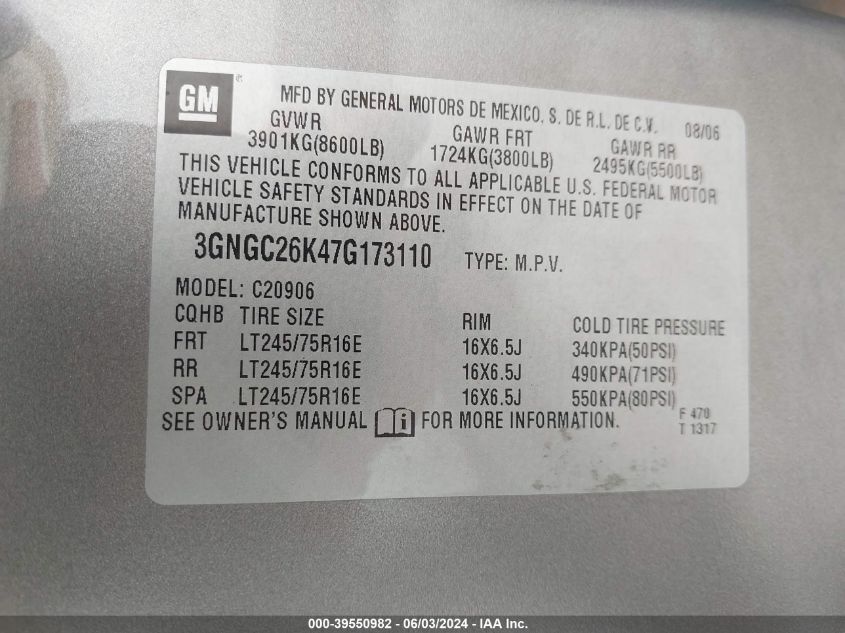 GM ®
MFD BY GENERAL MOTORS DE MEXICO, S. DE R.L. DE C.V. 08/06
GVWR GAWR FRT GAWR RR
3901KG(8600LB) 1724KG(3800LB) 2495KG(5500LB)
THIS VEHICLE CONFORMS TO ALL APPLICABLE U.S. FEDERAL MOTOR
VEHICLE SAFETY STANDARDS IN EFFECT ON THE DATE OF
MANUFACTURE SHOWN ABOVE.
3GNGC26K47G173110 TYPE: M.P.V.
MODEL: C20906
CQHB TIRE SIZE RIM COLD TIRE PRESSURE
FRT LT245/75R16E 16X6.5J 340KPA(50PSI)
RR LT245/75R16E 16X6.5J 490KPA(71PSI)
SPA LT245/75R16E 16X6.5J 550KPA(80PSI)
SEE OWNER'S MANUAL i FOR MORE INFORMATION.
F 470
T 1317
000-39550982 - 06/03/2024 - IAA Inc.